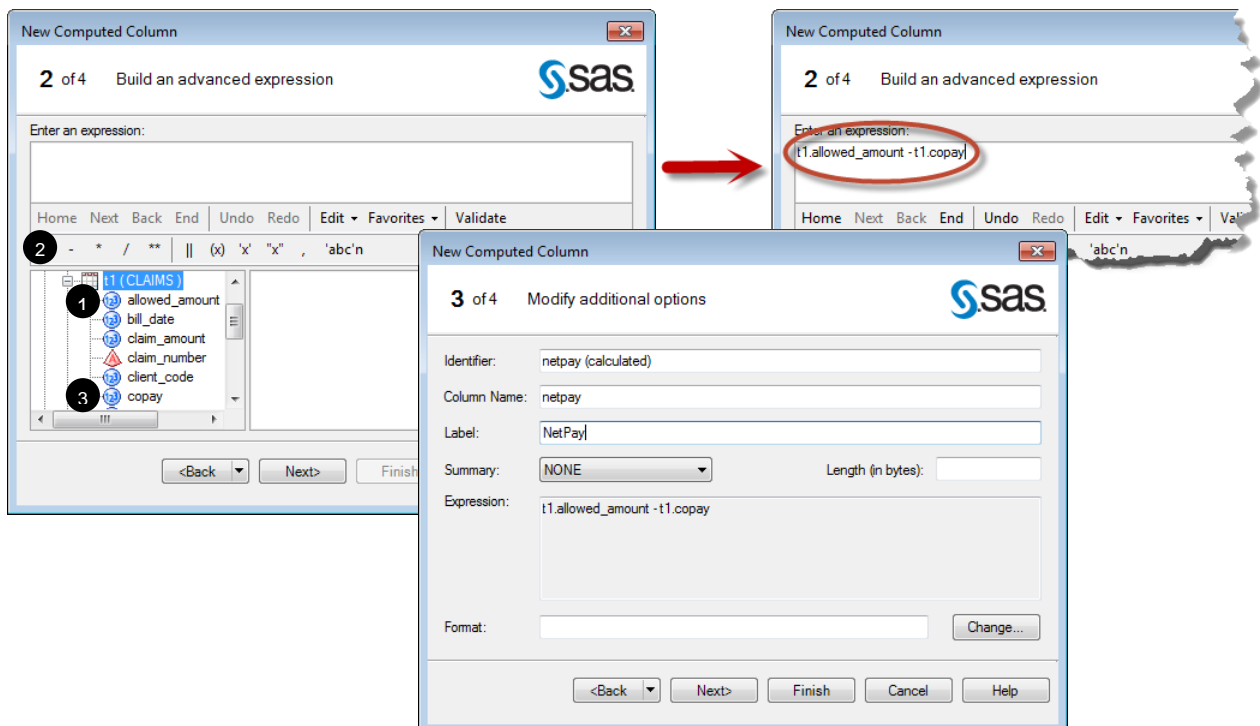 New Computed Column
2 of 4 Build an advanced expression
sas
Enter an expression:
Home Next Back End Undo Redo Edit Favorites Validate
2 - * / ** || (x) 'x' "x" , 'abc'n
t1 (CLAIMS)
1 allowed_amount
bill_date
claim_amount
claim_number
client_code
3 copay
<Back Next> Finish
New Computed Column
2 of 4 Build an advanced expression
Enter an expression:
t1.allowed_amount - t1.copay
Home Next Back End Undo Redo Edit Favorites
'abc'n
New Computed Column
3 of 4 Modify additional options
sas
Identifier: netpay (calculated)
Column Name: netpay
Label: NetPay
Summary: NONE Length (in bytes):
Expression: t1.allowed_amount - t1.copay
Format: Change...
<Back Next> Finish Cancel Help